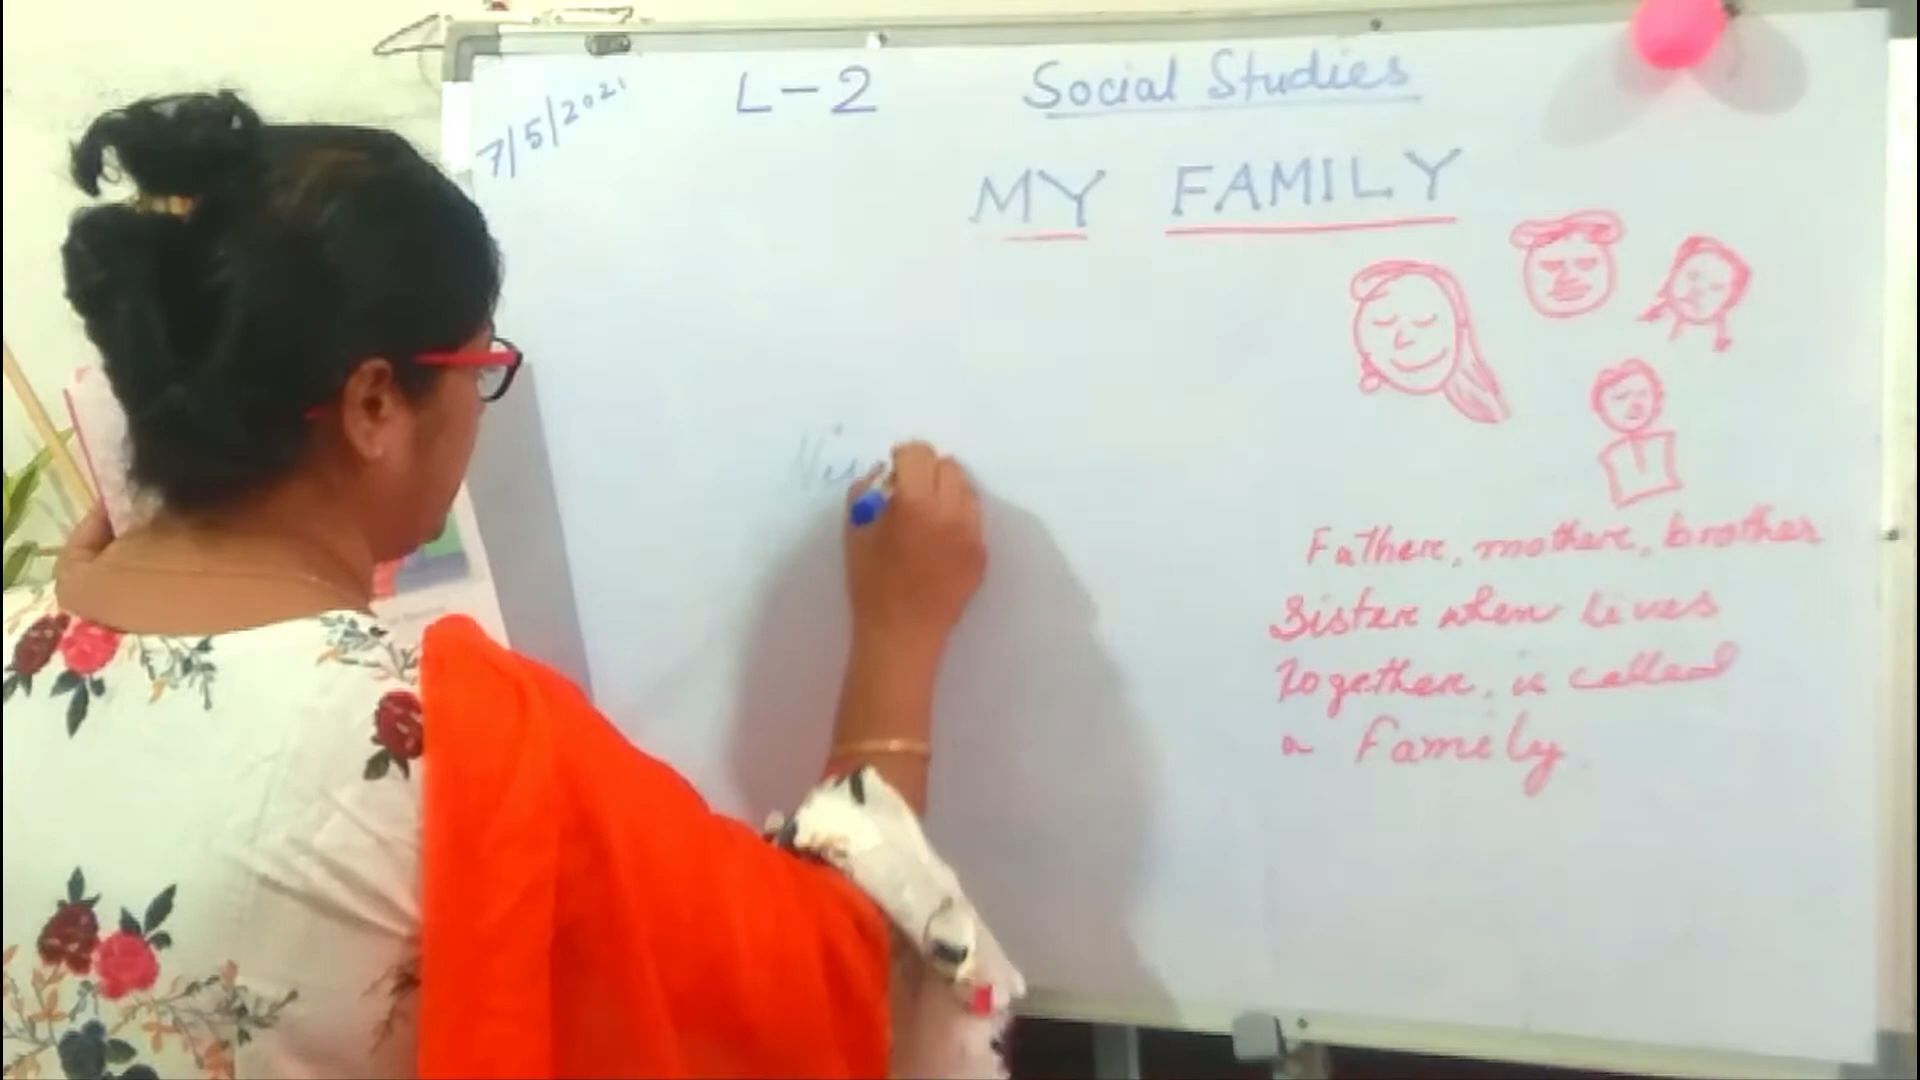 7/5/2021
L-2 Social Studies
MY FAMILY
Father, mother, brother
Sister when lives
together, is called
a Family